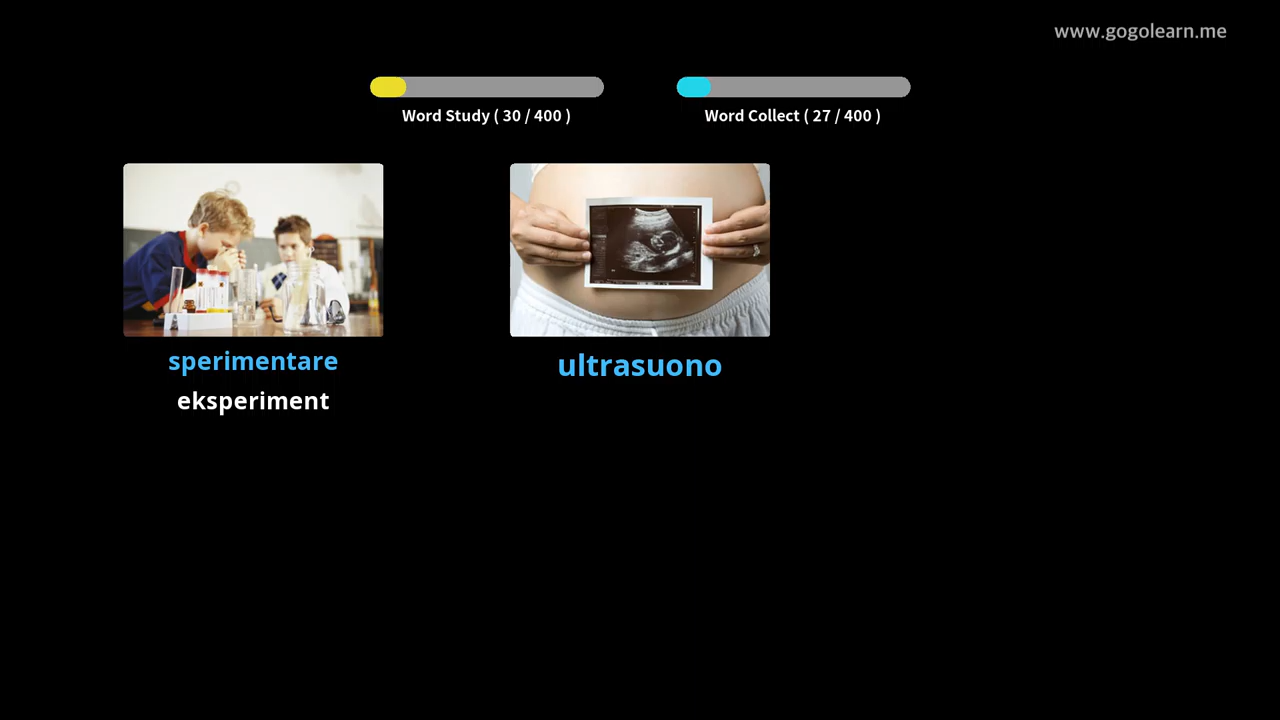 www.gogolearn.me
Word Study ( 30 / 400 )
Word Collect ( 27 / 400 )
sperimentare
eksperiment
ultrasuono